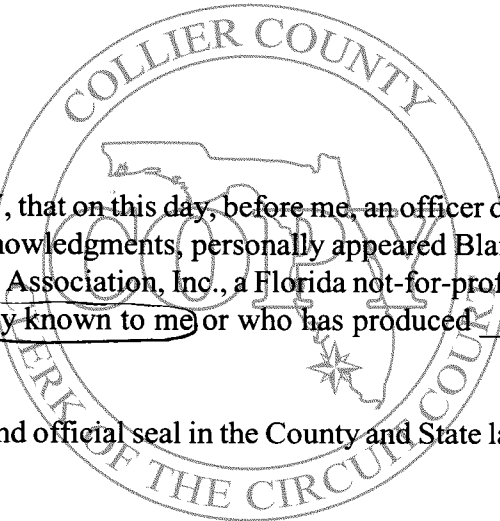 COLLIER COUNTY
, that on this day, before me, an officer d
nowledgments, personally appeared Bla
Association, Inc., a Florida not-for-prof
y known to me or who has produced
nd official seal in the County and State la
COPY
CLERK OF THE CIRCUIT COURT